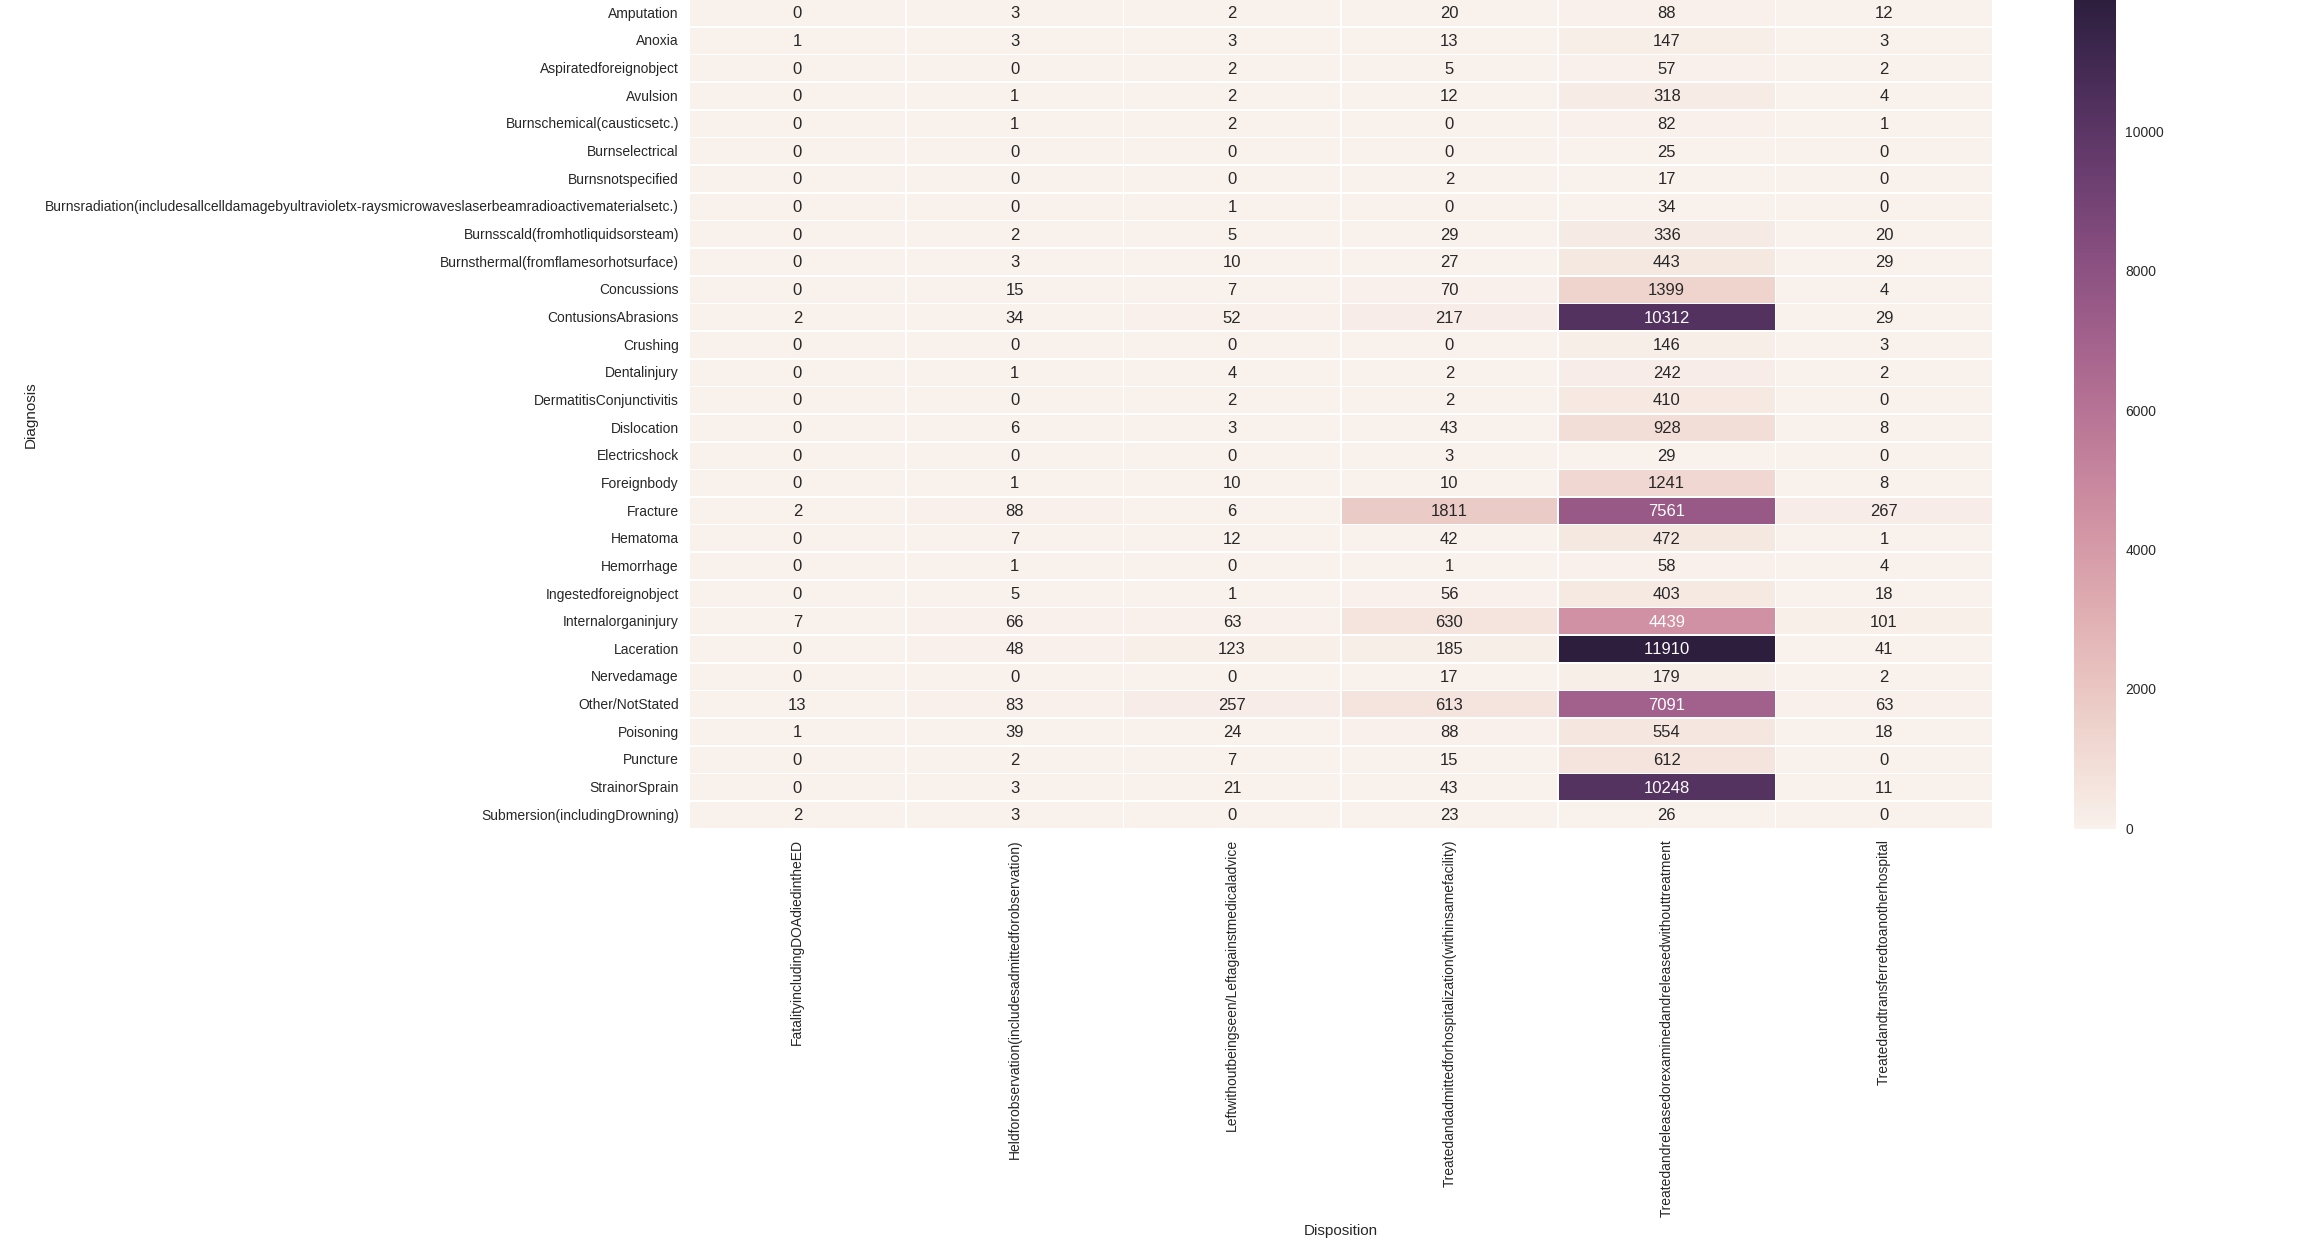 Amputation 0 3 2 20 88 12
Anoxia 1 3 3 13 147 3
Aspiratedforeignobject 0 0 2 5 57 2
Avulsion 0 1 2 12 318 4
Burnschemical(causticsetc.) 0 1 2 0 82 1
10000
Burnselectrical 0 0 0 0 25 0
Burnsnotspecified 0 0 0 2 17 0
Burnsradiation(includesallcelldamagebyultravioletx-raysmicrowaveslaserbeamradioactivematerialsetc.) 0 0 1 0 34 0
Burnsscald(fromhotliquidsorsteam) 0 2 5 29 336 20
Burnsthermal(fromflamesorhotsurface) 0 3 10 27 443 29
8000
Concussions 0 15 7 70 1399 4
ContusionsAbrasions 2 34 52 217 10312 29
Crushing 0 0 0 0 146 3
Dentalinjury 0 1 4 2 242 2
DermatitisConjunctivitis 0 0 2 2 410 0
6000
Diagnosis
Dislocation 0 6 3 43 928 8
Electricshock 0 0 0 3 29 0
Foreignbody 0 1 10 10 1241 8
Fracture 2 88 6 1811 7561 267
Hematoma 0 7 12 42 472 1
4000
Hemorrhage 0 1 0 1 58 4
Ingestedforeignobject 0 5 1 56 403 18
Internalorganinjury 7 66 63 630 4439 101
Laceration 0 48 123 185 11910 41
Nervedamage 0 0 0 17 179 2
2000
Other/NotStated 13 83 257 613 7091 63
Poisoning 1 39 24 88 554 18
Puncture 0 2 7 15 612 0
StrainorSprain 0 3 21 43 10248 11
Submersion(includingDrowning) 2 3 0 23 26 0
0
FatalityincludingDOAdiedintheED
Heldforobservation(includesadmittedforobservation)
Leftwithoutbeingseen/Leftagainstmedicaladvice
Treatedandadmittedforhospitalization(withinsamefacility)
Treatedandreleasedorexaminedandreleasedwithouttreatment
Treatedandtransferredtoanotherhospital
Disposition